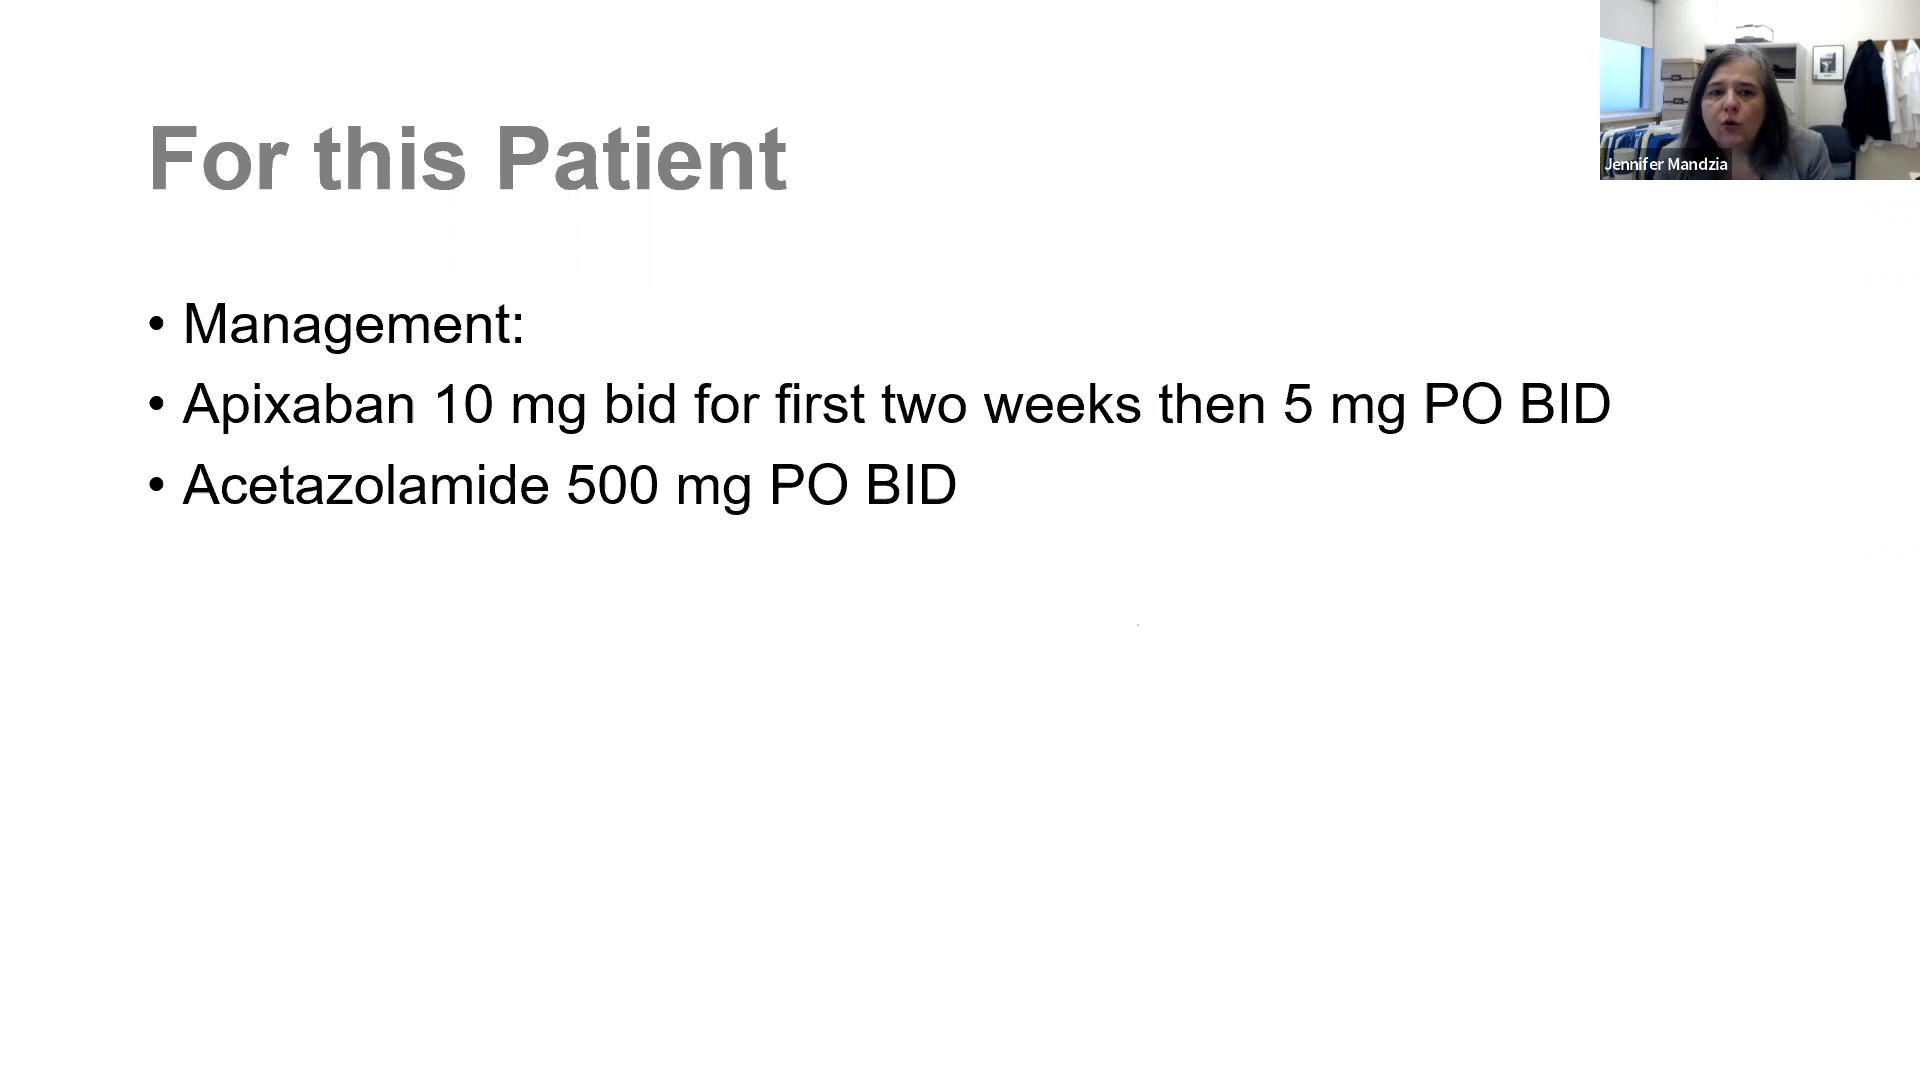 For this Patient
• Management:
• Apixaban 10 mg bid for first two weeks then 5 mg PO BID
• Acetazolamide 500 mg PO BID
Jennifer Mandzia